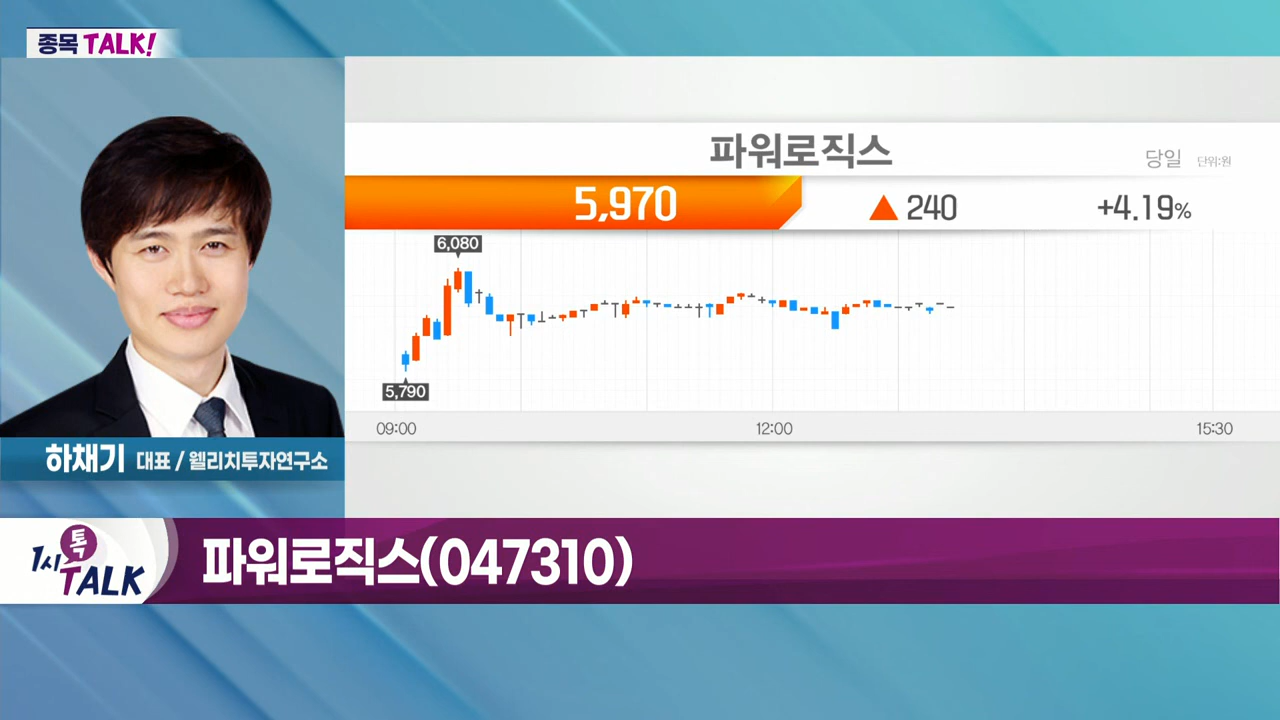 종목 TALK!
파워로직스
당일 단위:원
5,970 ▲ 240 +4.19%
6,080
5,790
09:00 12:00 15:30
하채기 대표 / 웰리치투자연구소
1시 톡 TALK
파워로직스(047310)